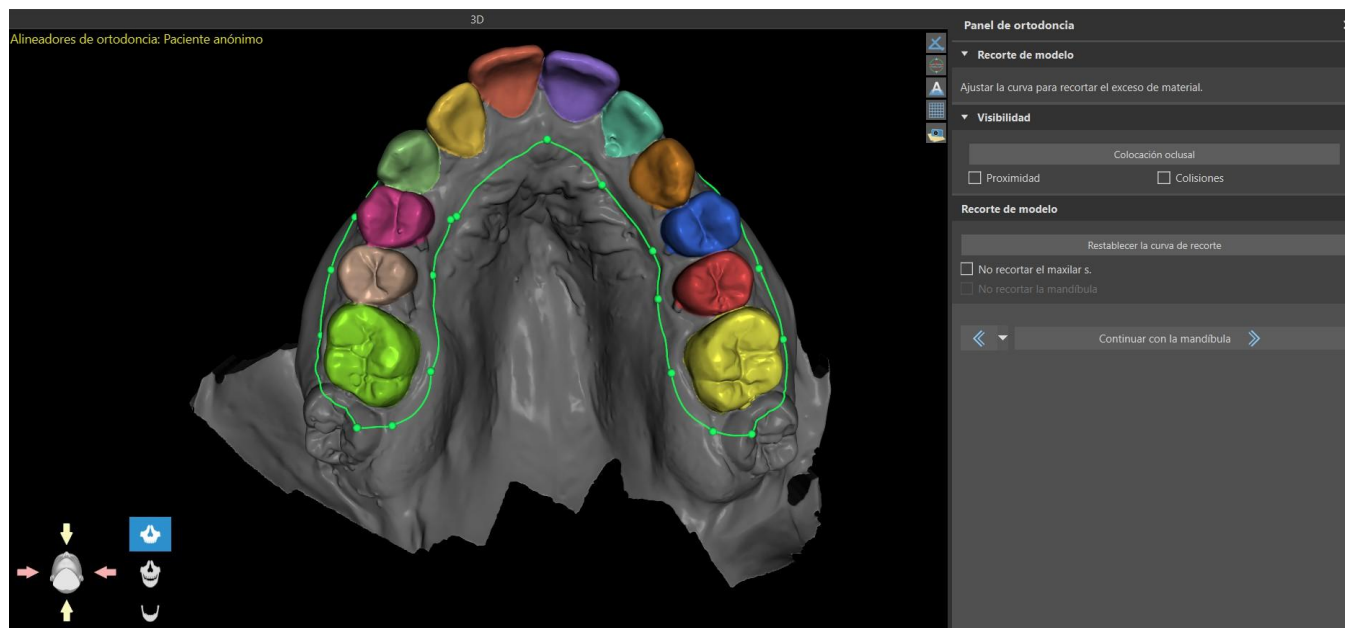 3D
Alineadores de ortodoncia: Paciente anónimo
Panel de ortodoncia
Recorte de modelo
Ajustar la curva para recortar el exceso de material.
Visibilidad
Colocación oclusal
Proximidad
Colisiones
Recorte de modelo
Restablecer la curva de recorte
No recortar el maxilar s.
No recortar la mandíbula
Continuar con la mandíbula